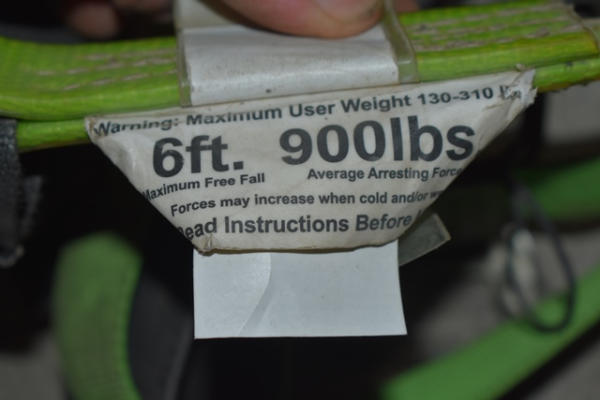 Warning: Maximum User Weight 130-310
6ft. 900lbs
Maximum Free Fall Average Arresting Force
Forces may increase when cold and/or
Read Instructions Before